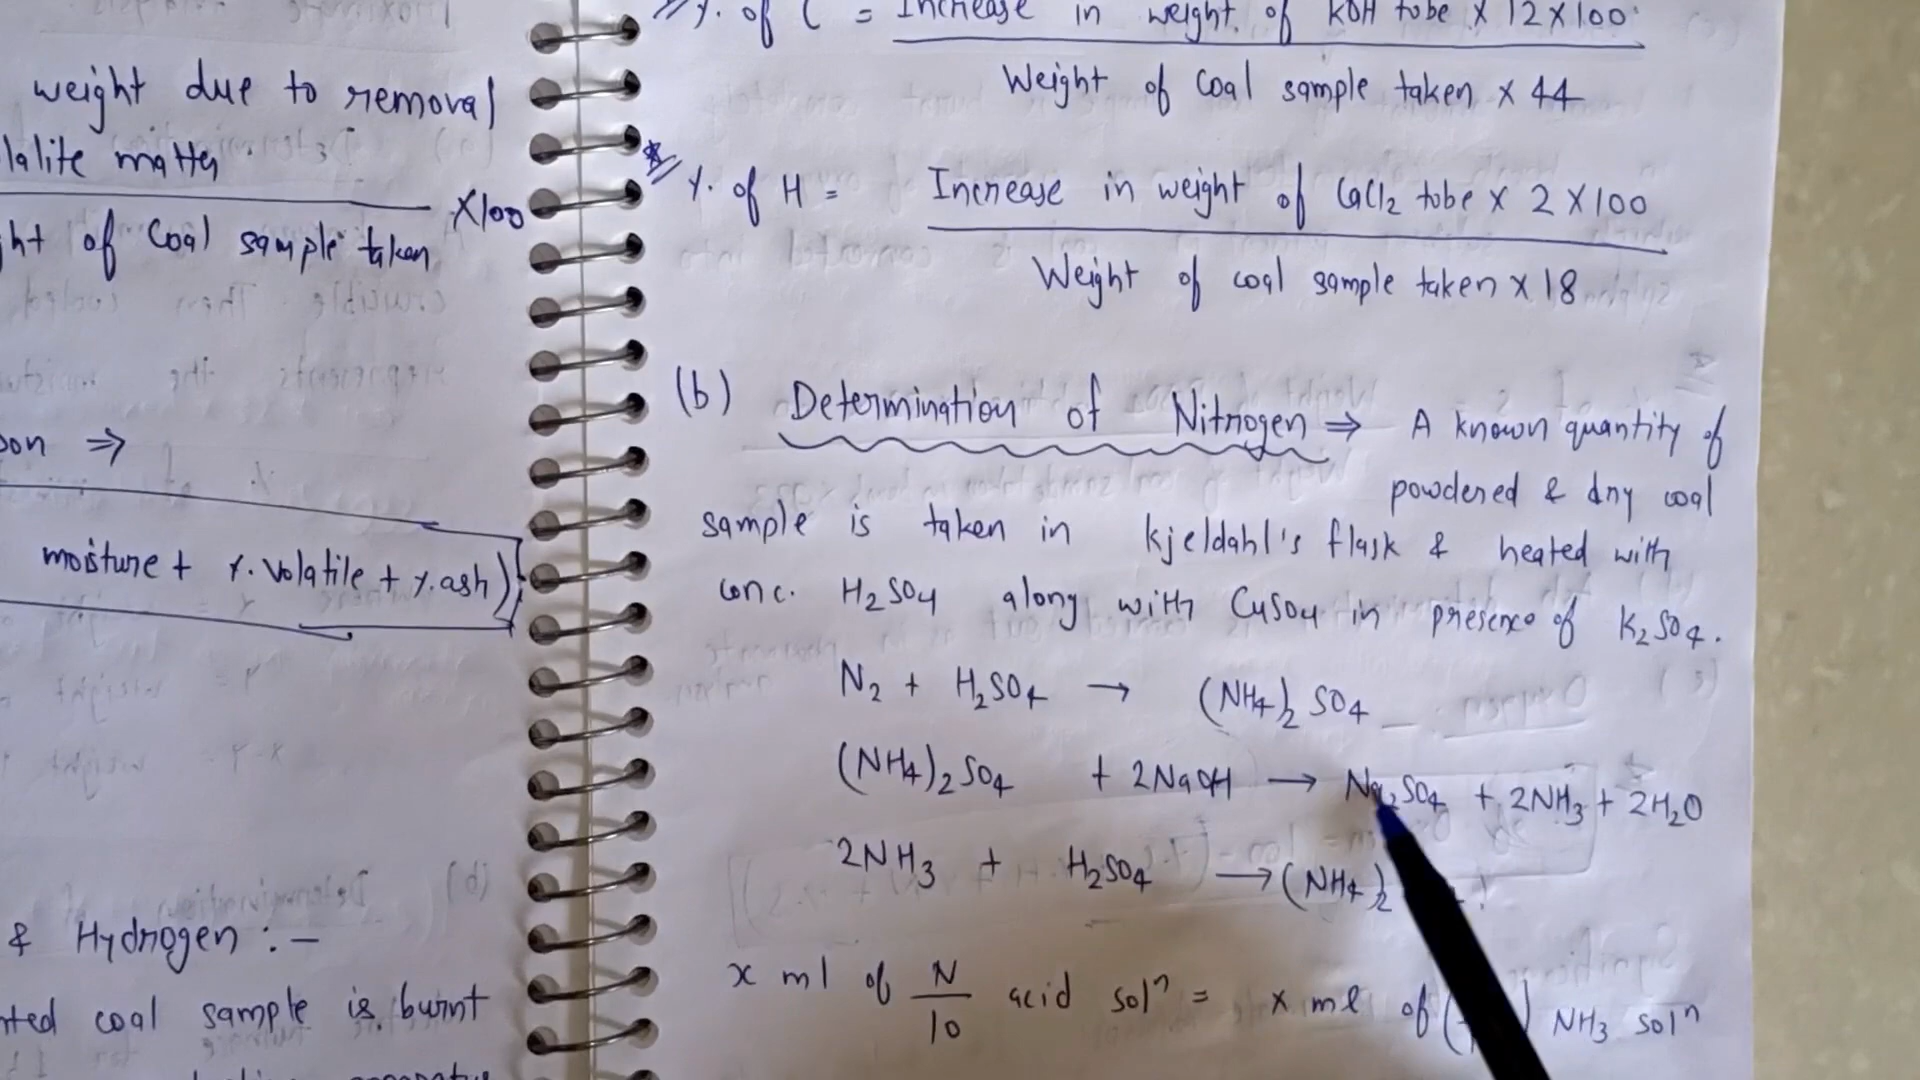 weight due to removal
latite matter
X100
ht of Coal sample taken
on ⇒
moisture + %.volatile + %.ash)
& Hydrogen :-
ted coal sample is burnt
%. of C = Increase in weight of KOH tube X 12 X 100
Weight of Coal sample taken x 44
%. of H = Increase in weight of CaCl2 tube x 2 X 100
Weight of coal sample taken x 18
(b) Determination of Nitrogen ⇒ A known quantity of
powdered & dry coal
sample is taken in kjeldahl's flask & heated with
conc. H2SO4 along with CuSO4 in presence of K2SO4.
N2 + H2SO4 → (NH4)2 SO4
(NH4)2SO4 + 2NaOH → Na2SO4 + 2NH3 + 2H2O
2NH3 + H2SO4 → (NH4)2
x ml of N/10 acid solⁿ = x ml of ( ) NH3 solⁿ